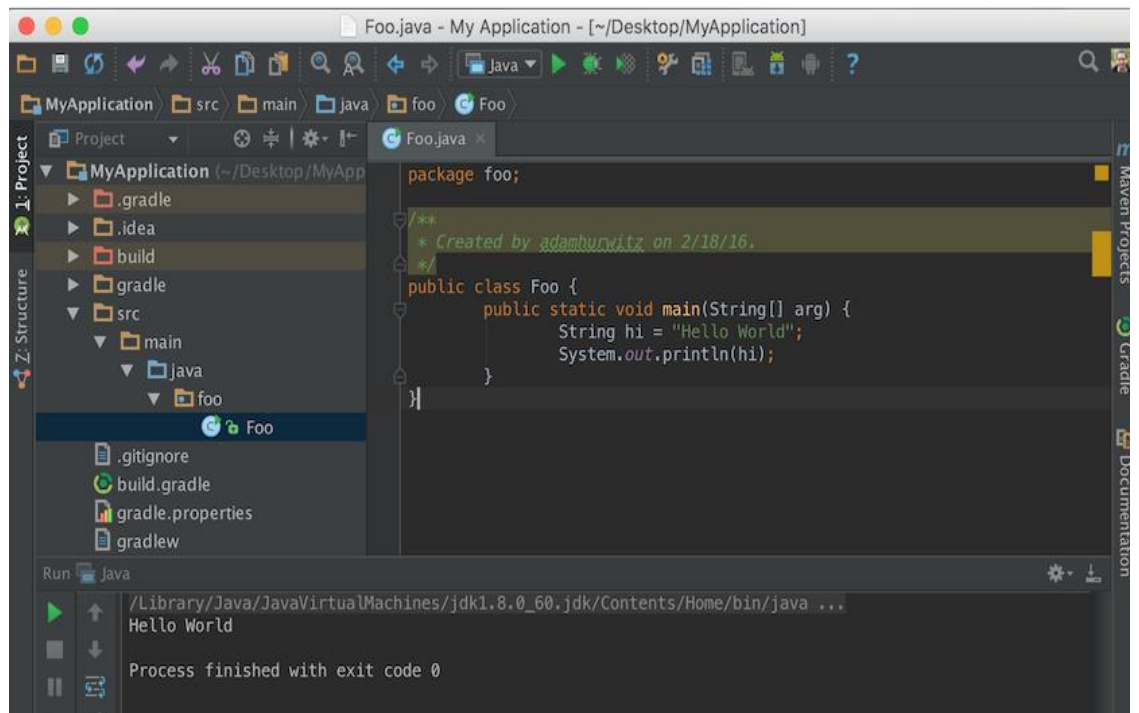 Foo.java - My Application - [~/Desktop/MyApplication]
Java
?
MyApplication src main java foo Foo
1: Project
Z: Structure
Project
MyApplication (~/Desktop/MyApp
.gradle
.idea
build
gradle
src
main
java
foo
Foo
.gitignore
build.gradle
gradle.properties
gradlew
Foo.java
package foo;
/**
* Created by adamhurwitz on 2/18/16.
*/
public class Foo {
public static void main(String[] arg) {
String hi = "Hello World";
System.out.println(hi);
}
}
Maven Projects
Gradle
Documentation
Run Java
/Library/Java/JavaVirtualMachines/jdk1.8.0_60.jdk/Contents/Home/bin/java ...
Hello World
Process finished with exit code 0